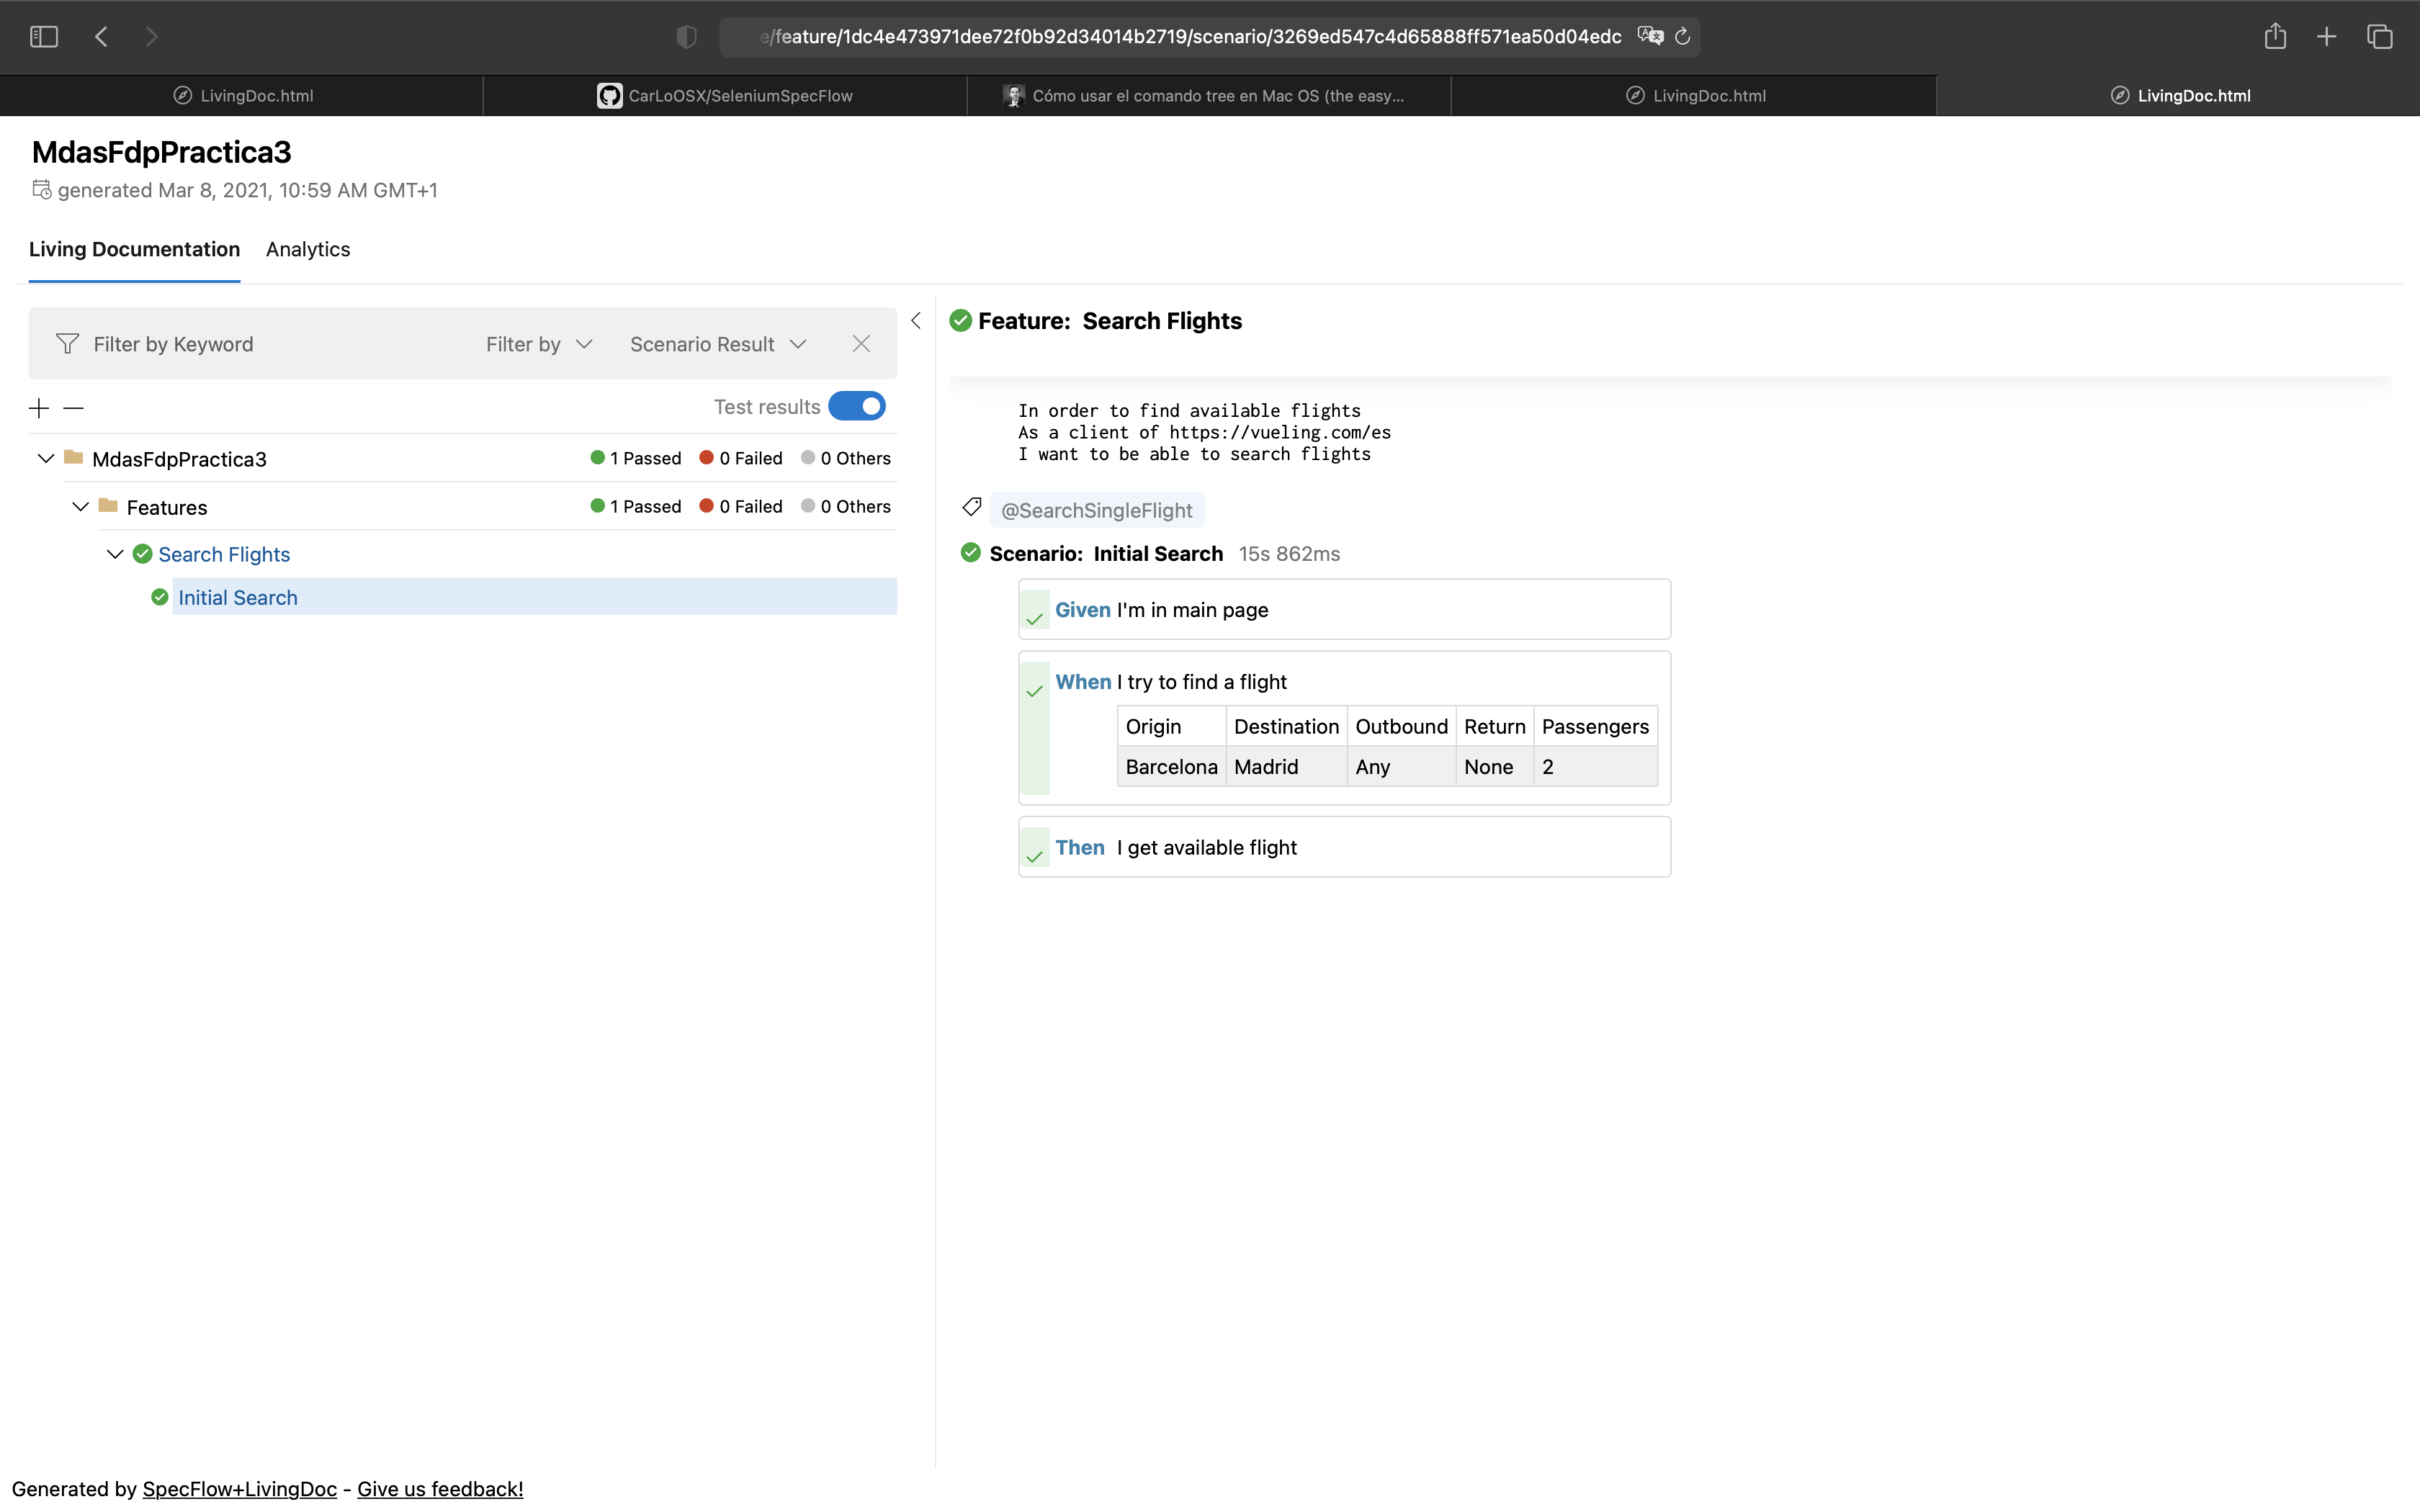 e/feature/1dc4e473971dee72f0b92d34014b2719/scenario/3269ed547c4d65888ff571ea50d04edc
LivingDoc.html
CarLoOSX/SeleniumSpecFlow
Cómo usar el comando tree en Mac OS (the easy...
LivingDoc.html
LivingDoc.html
MdasFdpPractica3
generated Mar 8, 2021, 10:59 AM GMT+1
Living Documentation Analytics
Filter by Keyword Filter by Scenario Result
Test results
MdasFdpPractica3 1 Passed 0 Failed 0 Others
Features 1 Passed 0 Failed 0 Others
Search Flights
Initial Search
Feature: Search Flights
In order to find available flights
As a client of https://vueling.com/es
I want to be able to search flights
@SearchSingleFlight
Scenario: Initial Search 15s 862ms
Given I'm in main page
When I try to find a flight
Origin Destination Outbound Return Passengers
Barcelona Madrid Any None 2
Then I get available flight
Generated by SpecFlow+LivingDoc - Give us feedback!